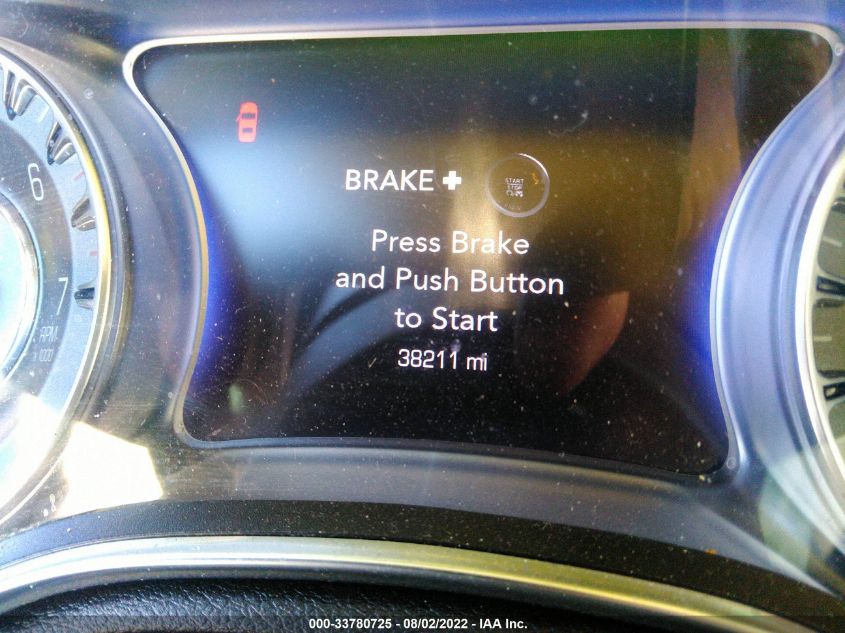 6
7
RPM
x 1000
BRAKE +
START
STOP
Press Brake
and Push Button
to Start
38211 mi
000-33780725 - 08/02/2022 - IAA Inc.